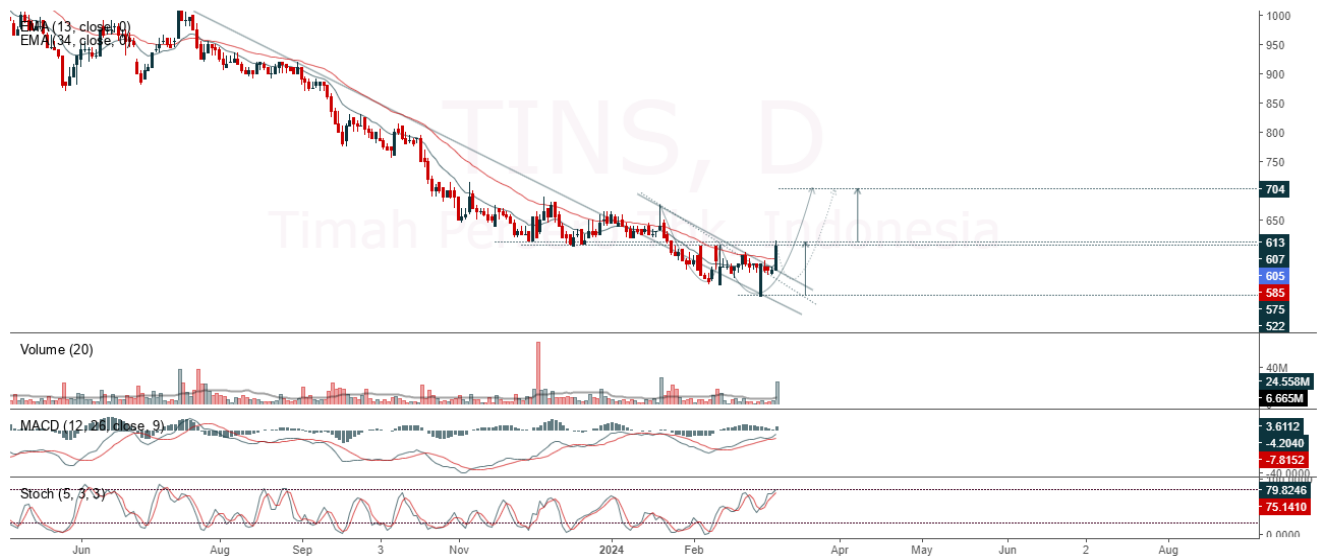 EMA (13, close, 0)
EMA (34, close, 0)
TINS, D
Timah Tbk. Indonesia
1000
950
900
850
800
750
704
650
613
607
605
585
575
522
Volume (20)
40M
24.558M
6.665M
MACD (12, 26, close, 9)
3.6112
-4.2040
-7.8152
-40.0000
Stoch (5, 3, 3)
100.0000
79.8246
75.1410
0.0000
Jun Aug Sep 3 Nov 2024 Feb Apr May Jun 2 Aug